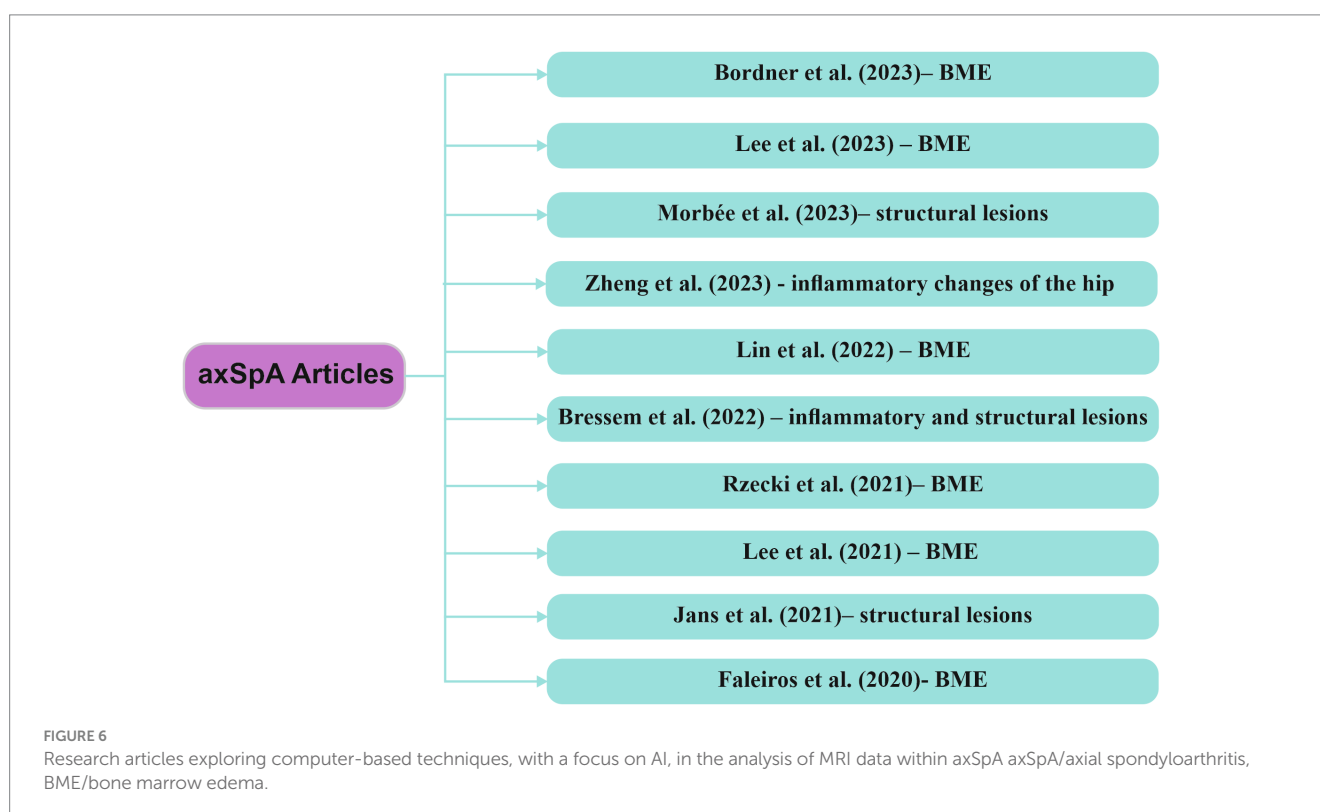 Bordner et al. (2023)– BME
Lee et al. (2023) – BME
Morbée et al. (2023)– structural lesions
Zheng et al. (2023) - inflammatory changes of the hip
axSpA Articles
Lin et al. (2022) – BME
Bressem et al. (2022) – inflammatory and structural lesions
Rzecki et al. (2021)– BME
Lee et al. (2021) – BME
Jans et al. (2021)– structural lesions
Faleiros et al. (2020)- BME
FIGURE 6
Research articles exploring computer-based techniques, with a focus on AI, in the analysis of MRI data within axSpA axSpA/axial spondyloarthritis,
BME/bone marrow edema.